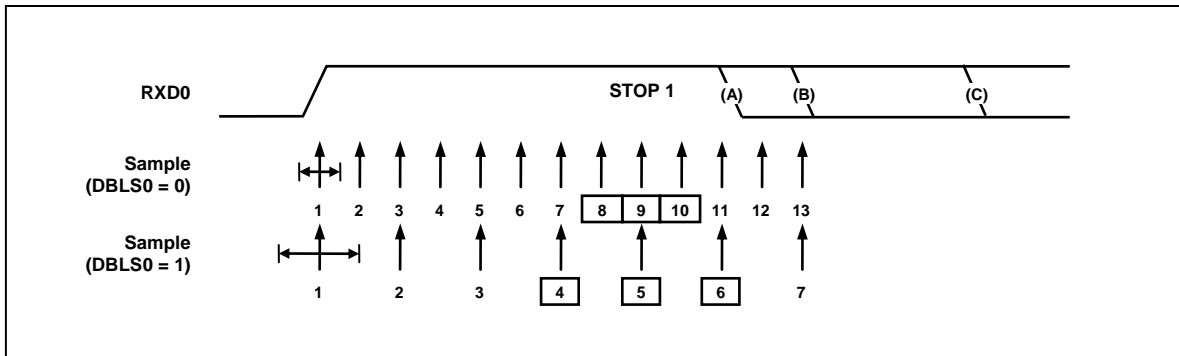 RXD0
STOP 1
(A)
(B)
(C)
Sample
(DBLS0 = 0)
1 2 3 4 5 6 7 8 9 10 11 12 13
Sample
(DBLS0 = 1)
1 2 3 4 5 6 7